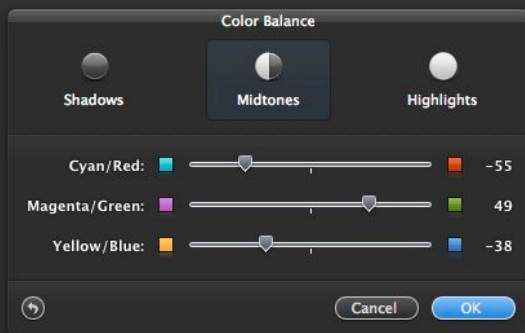 Color Balance
Shadows Midtones Highlights
Cyan/Red: -55
Magenta/Green: 49
Yellow/Blue: -38
Cancel OK